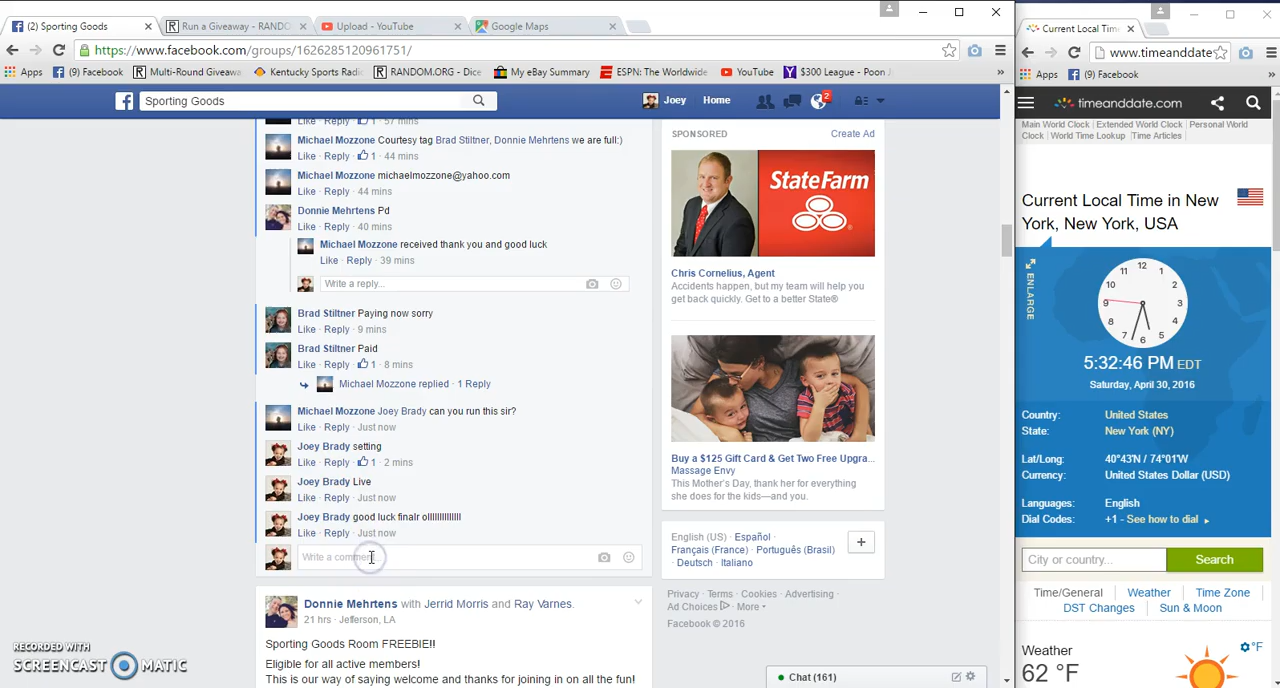 (2) Sporting Goods
Run a Giveaway - RANDO
Upload - YouTube
Google Maps
https://www.facebook.com/groups/1626285120961751/
Apps
(9) Facebook
Multi-Round Giveawa
Kentucky Sports Radi
RANDOM.ORG - Dice
My eBay Summary
ESPN: The Worldwide
YouTube
$300 League - Poon J
»
Sporting Goods
Joey
Home
2
Michael Mozzone Courtesy tag Brad Stiltner, Donnie Mehrtens we are full:)
Like · Reply · 1 · 44 mins
Michael Mozzone michaelmozzone@yahoo.com
Like · Reply · 44 mins
Donnie Mehrtens Pd
Like · Reply · 40 mins
Michael Mozzone received thank you and good luck
Like · Reply · 39 mins
Write a reply...
Brad Stiltner Paying now sorry
Like · Reply · 9 mins
Brad Stiltner Paid
Like · Reply · 1 · 8 mins
Michael Mozzone replied · 1 Reply
Michael Mozzone Joey Brady can you run this sir?
Like · Reply · Just now
Joey Brady setting
Like · Reply · 1 · 2 mins
Joey Brady Live
Like · Reply · Just now
Joey Brady good luck finalr ollllllllllllll
Like · Reply · Just now
Donnie Mehrtens with Jerrid Morris and Ray Varnes.
21 hrs · Jefferson, LA
Sporting Goods Room FREEBIE!!
Eligible for all active members!
This is our way of saying welcome and thanks for joining in on all the fun!
RECORDED WITH
SCREENCAST MATIC
SPONSORED
Create Ad
StateFarm
Chris Cornelius, Agent
Accidents happen, but my team will help you
get back quickly. Get to a better State®
Buy a $125 Gift Card & Get Two Free Upgra...
Massage Envy
This Mother's Day, thank her for everything
she does for the kids—and you.
English (US) · Español ·
Français (France) · Português (Brasil)
· Deutsch · Italiano
+
Privacy · Terms · Cookies · Advertising ·
Ad Choices · More ·
Facebook © 2016
Chat (161)
Current Local Tim
www.timeanddate
Apps
(9) Facebook
»
timeanddate.com
Main World Clock | Extended World Clock | Personal World
Clock | World Time Lookup | Time Articles |
Current Local Time in New
York, New York, USA
ENLARGE
12
1
2
3
4
5
6
7
8
9
10
11
5:32:46 PM EDT
Saturday, April 30, 2016
Country: United States
State: New York (NY)
Lat/Long: 40°43'N / 74°01'W
Currency: United States Dollar (USD)
Languages: English
Dial Codes: +1 - See how to dial
City or country...
Search
Time/General
Weather
Time Zone
DST Changes
Sun & Moon
Weather
°F
62 °F